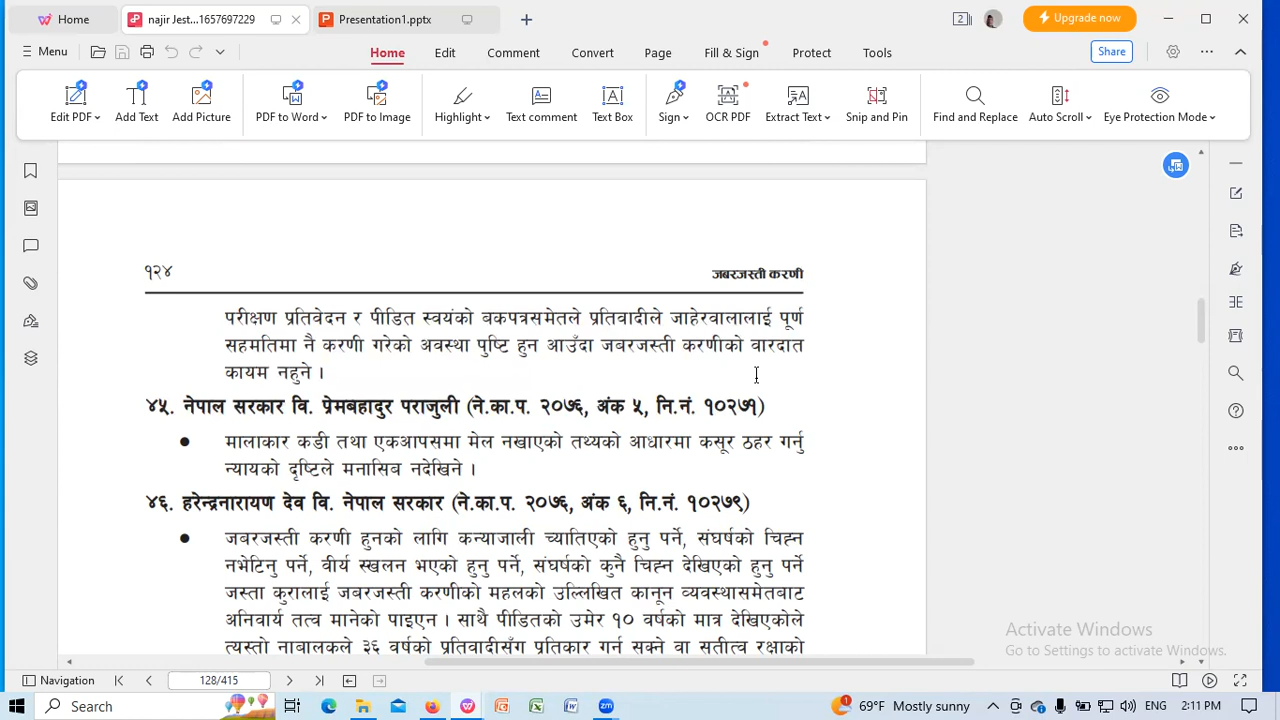 Home
najir Jest...1657697229
Presentation1.pptx
2
Upgrade now
Menu
Home
Edit
Comment
Convert
Page
Fill & Sign
Protect
Tools
Share
Edit PDF
Add Text
Add Picture
PDF to Word
PDF to Image
Highlight
Text comment
Text Box
Sign
OCR PDF
Extract Text
Snip and Pin
Find and Replace
Auto Scroll
Eye Protection Mode
१२४
जबरजस्ती करणी
परीक्षण प्रतिवेदन र पीडित स्वयंको बकपत्रसमेतले प्रतिवादीले जाहेरवालालाई पूर्ण
सहमतिमा नै करणी गरेको अवस्था पुष्टि हुन आउँदा जबरजस्ती करणीको वारदात
कायम नहुने ।
४५. नेपाल सरकार वि. प्रेमबहादुर पराजुली (ने.का.प. २०७६, अंक ५, नि.नं. १०२७१)
● मालाकार कडी तथा एकआपसमा मेल नखाएको तथ्यको आधारमा कसूर ठहर गर्नु
न्यायको दृष्टिले मनासिब नदेखिने ।
४६. हरेन्द्रनारायण देव वि. नेपाल सरकार (ने.का.प. २०७६, अंक ६, नि.नं. १०२७९)
● जबरजस्ती करणी हुनको लागि कन्याजाली च्यातिएको हुनु पर्ने, संघर्षको चिह्न
नभेटिनु पर्ने, वीर्य स्खलन भएको हुनु पर्ने, संघर्षको कुनै चिह्न देखिएको हुनु पर्ने
जस्ता कुरालाई जबरजस्ती करणीको महलको उल्लिखित कानून व्यवस्थासमेतबाट
अनिवार्य तत्व मानेको पाइएन । साथै पीडितको उमेर १० वर्षको मात्र देखिएकोले
त्यस्तो नाबालकले ३६ वर्षको प्रतिवादीसँग प्रतिकार गर्न सक्ने वा सतीत्व रक्षाको
Activate Windows
Go to Settings to activate Windows.
Navigation
128/415
Search
1
69°F Mostly sunny
ENG
2:11 PM